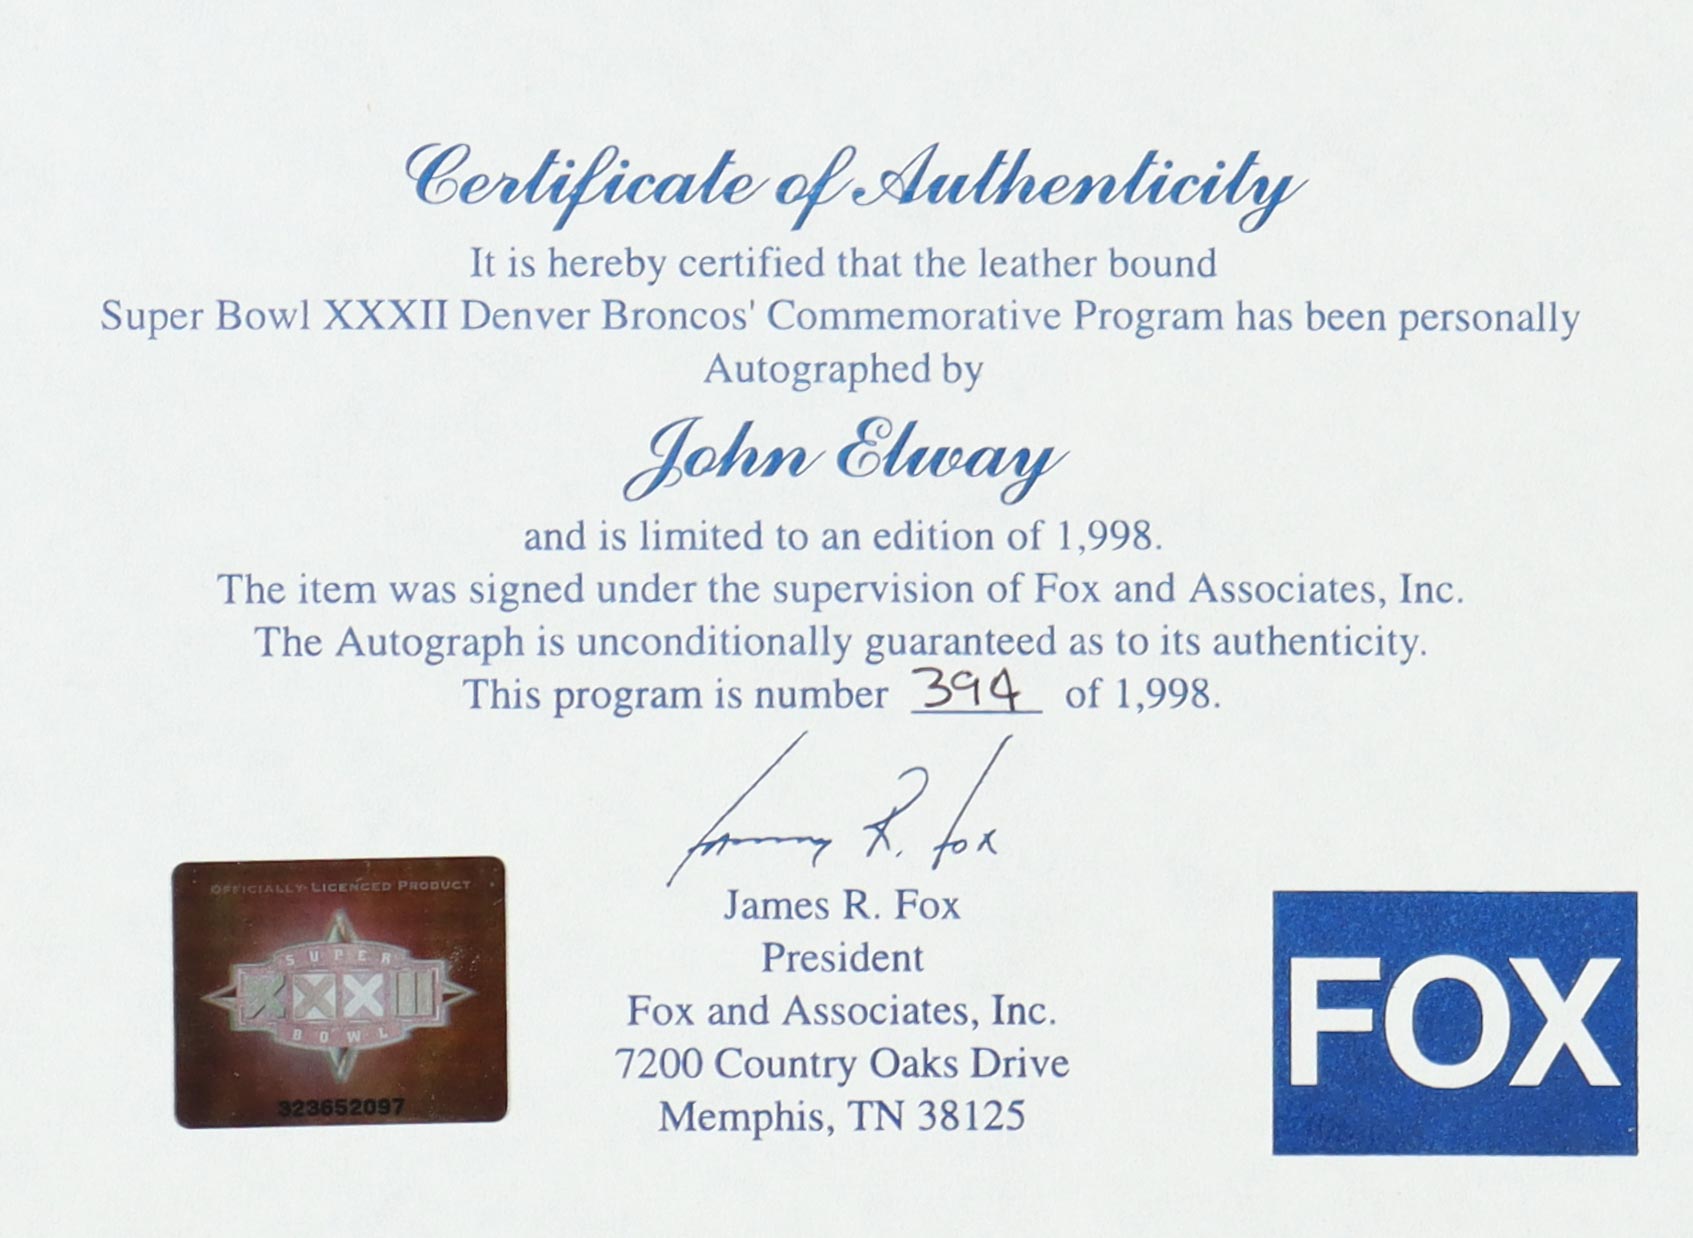 Certificate of Authenticity
It is hereby certified that the leather bound
Super Bowl XXXII Denver Broncos' Commemorative Program has been personally
Autographed by
John Elway
and is limited to an edition of 1,998.
The item was signed under the supervision of Fox and Associates, Inc.
The Autograph is unconditionally guaranteed as to its authenticity.
This program is number 394 of 1,998.
James R. Fox
James R. Fox
President
Fox and Associates, Inc.
7200 Country Oaks Drive
Memphis, TN 38125
OFFICIALLY LICENCED PRODUCT
SUPER
XXXII
BOWL
323652097
FOX